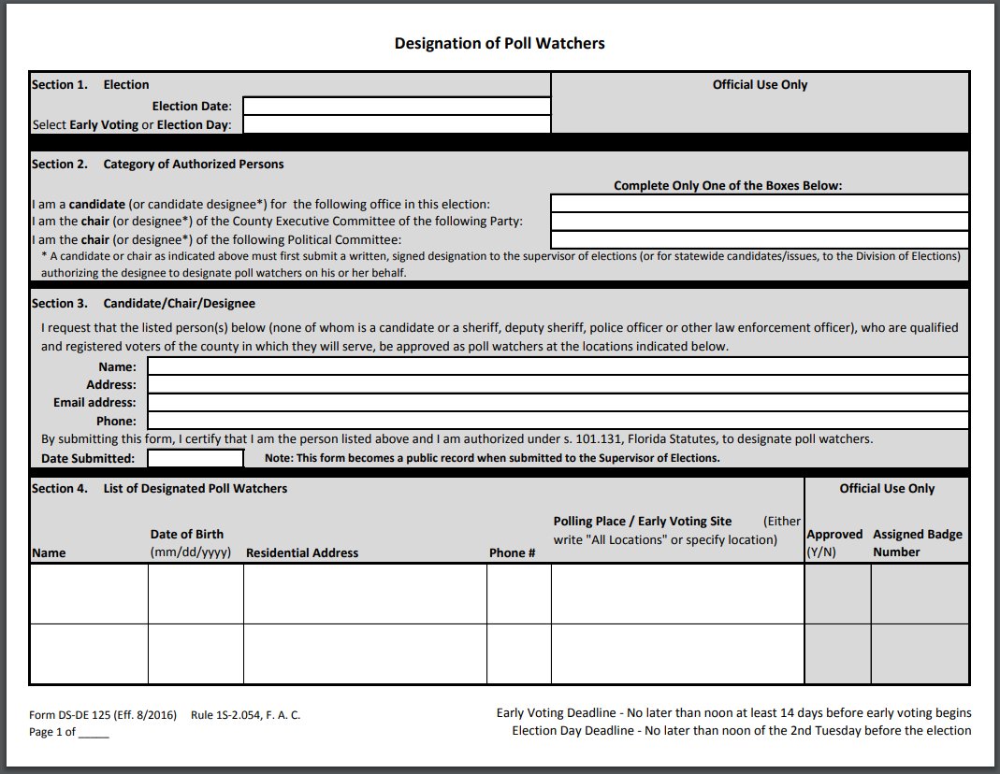 Designation of Poll Watchers
Section 1. Election
Official Use Only
Election Date:
Select Early Voting or Election Day:
Section 2. Category of Authorized Persons
Complete Only One of the Boxes Below:
I am a candidate (or candidate designee*) for the following office in this election:
I am the chair (or designee*) of the County Executive Committee of the following Party:
I am the chair (or designee*) of the following Political Committee:
* A candidate or chair as indicated above must first submit a written, signed designation to the supervisor of elections (or for statewide candidates/issues, to the Division of Elections)
authorizing the designee to designate poll watchers on his or her behalf.
Section 3. Candidate/Chair/Designee
I request that the listed person(s) below (none of whom is a candidate or a sheriff, deputy sheriff, police officer or other law enforcement officer), who are qualified
and registered voters of the county in which they will serve, be approved as poll watchers at the locations indicated below.
Name:
Address:
Email address:
Phone:
By submitting this form, I certify that I am the person listed above and I am authorized under s. 101.131, Florida Statutes, to designate poll watchers.
Date Submitted:
Note: This form becomes a public record when submitted to the Supervisor of Elections.
Section 4. List of Designated Poll Watchers
Official Use Only
Name
Date of Birth
(mm/dd/yyyy)
Residential Address
Phone #
Polling Place / Early Voting Site (Either
write "All Locations" or specify location)
Approved
(Y/N)
Assigned Badge
Number
Form DS-DE 125 (Eff. 8/2016) Rule 1S-2.054, F. A. C.
Page 1 of _____
Early Voting Deadline - No later than noon at least 14 days before early voting begins
Election Day Deadline - No later than noon of the 2nd Tuesday before the election